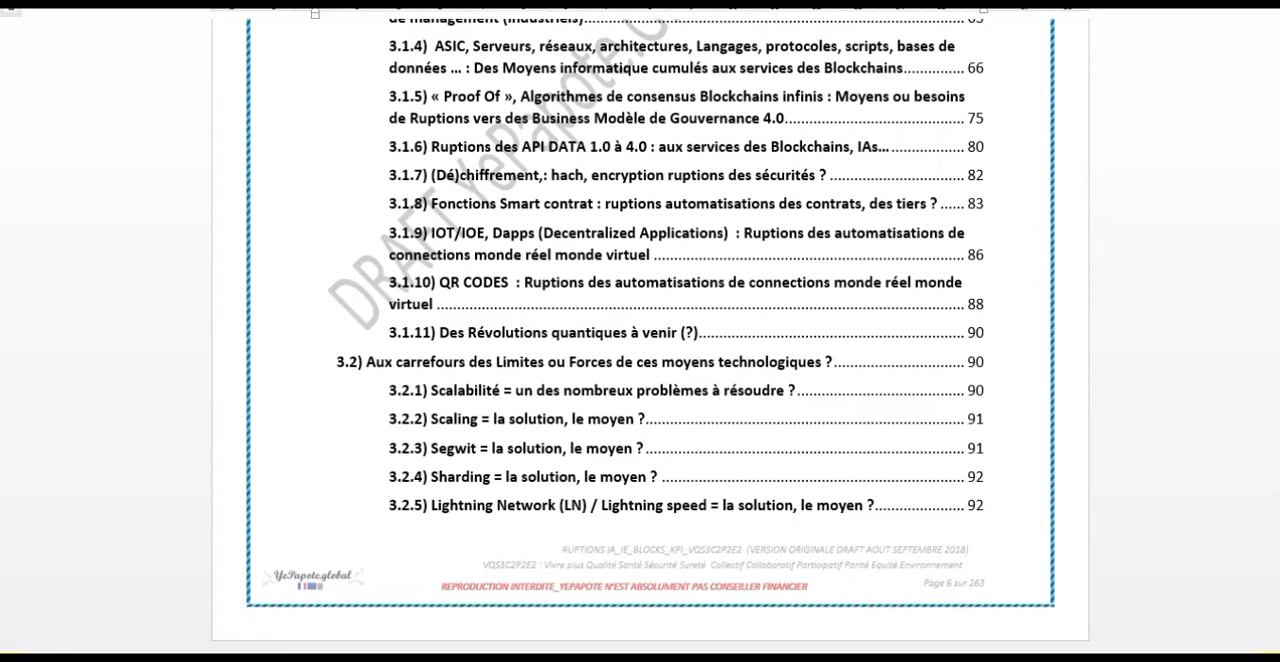 de management (industriels)........ 65
3.1.4) ASIC, Serveurs, réseaux, architectures, Langages, protocoles, scripts, bases de
données ... : Des Moyens informatique cumulés aux services des Blockchains............... 66
3.1.5) « Proof Of », Algorithmes de consensus Blockchains infinis : Moyens ou besoins
de Ruptions vers des Business Modèle de Gouvernance 4.0........ 75
3.1.6) Ruptions des API DATA 1.0 à 4.0 : aux services des Blockchains, IAs... ........ 80
3.1.7) (Dé)chiffrement,: hach, encryption ruptions des sécurités ? ........ 82
3.1.8) Fonctions Smart contrat : ruptions automatisations des contrats, des tiers ? ...... 83
3.1.9) IOT/IOE, Dapps (Decentralized Applications) : Ruptions des automatisations de
connections monde réel monde virtuel ........ 86
3.1.10) QR CODES : Ruptions des automatisations de connections monde réel monde
virtuel ........ 88
3.1.11) Des Révolutions quantiques à venir (?)........ 90
3.2) Aux carrefours des Limites ou Forces de ces moyens technologiques ?........ 90
3.2.1) Scalabilité = un des nombreux problèmes à résoudre ?........ 90
3.2.2) Scaling = la solution, le moyen ?........ 91
3.2.3) Segwit = la solution, le moyen ?........ 91
3.2.4) Sharding = la solution, le moyen ? ........ 92
3.2.5) Lightning Network (LN) / Lightning speed = la solution, le moyen ?........ 92
DRAFT YePapote.
RUPTIONS IA_IE_BLOCKS_KPI_VQS3C2P2E2 (VERSION ORIGINALE DRAFT AOUT SEPTEMBRE 2018)
VQS3C2P2E2 : Vivre plus Qualité Santé Sécurité Sureté Collectif Collaboratif Participatif Parité Equité Environnement
YePapote.global
REPRODUCTION INTERDITE_YEPAPOTE N'EST ABSOLUMENT PAS CONSEILLER FINANCIER
Page 6 sur 263